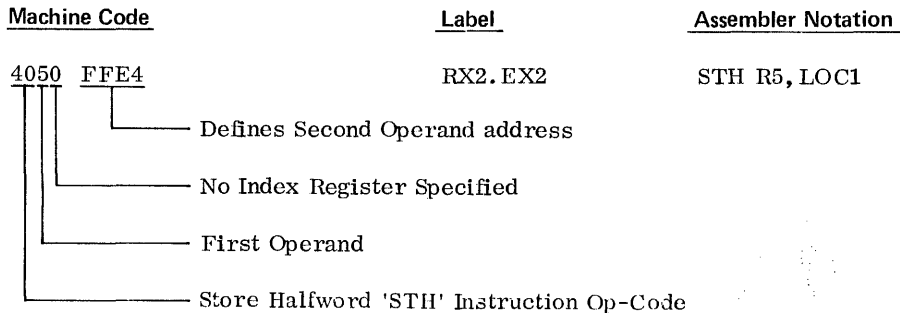 Machine Code Label Assembler Notation
4050 FFE4 RX2.EX2 STH R5,LOC1
Defines Second Operand address
No Index Register Specified
First Operand
Store Halfword 'STH' Instruction Op-Code